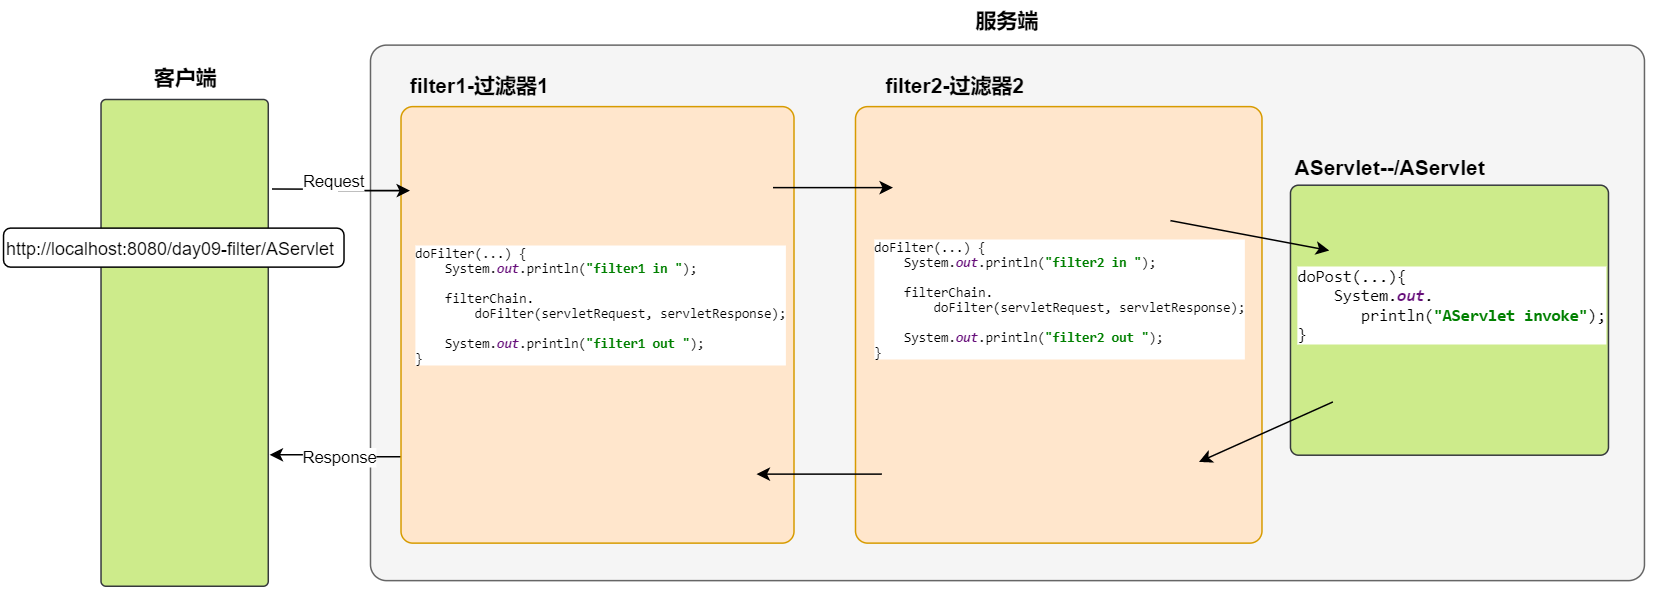 服务端
客户端
filter1-过滤器1
filter2-过滤器2
AServlet--/AServlet
Request
http://localhost:8080/day09-filter/AServlet
doFilter(...) {
System.out.println("filter1 in ");
filterChain.
doFilter(servletRequest, servletResponse);
System.out.println("filter1 out ");
}
doFilter(...) {
System.out.println("filter2 in ");
filterChain.
doFilter(servletRequest, servletResponse);
System.out.println("filter2 out ");
}
doPost(...){
System.out.
println("AServlet invoke");
}
Response